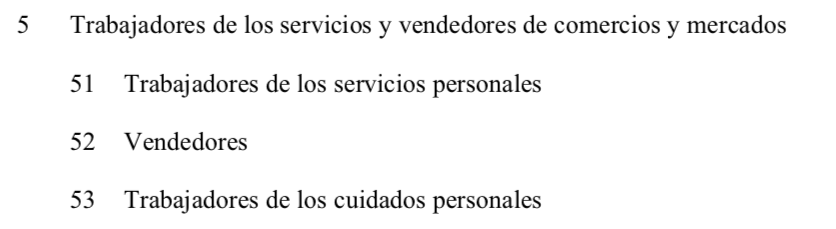 5 Trabajadores de los servicios y vendedores de comercios y mercados
51 Trabajadores de los servicios personales
52 Vendedores
53 Trabajadores de los cuidados personales